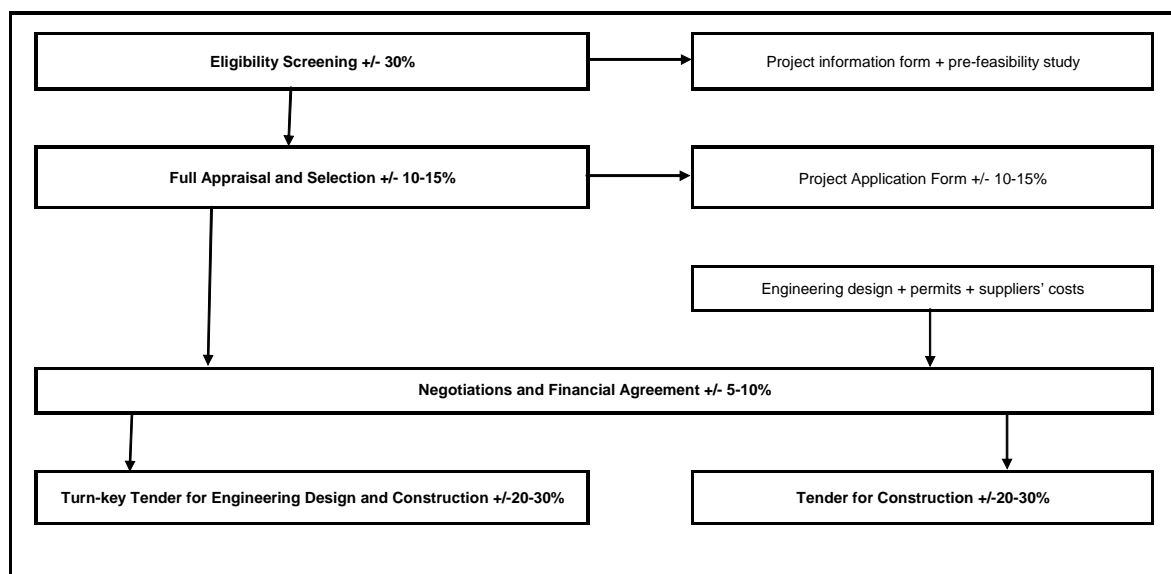 Eligibility Screening +/- 30%
Project information form + pre-feasibility study
Full Appraisal and Selection +/- 10-15%
Project Application Form +/- 10-15%
Engineering design + permits + suppliers’ costs
Negotiations and Financial Agreement +/- 5-10%
Turn-key Tender for Engineering Design and Construction +/-20-30%
Tender for Construction +/-20-30%